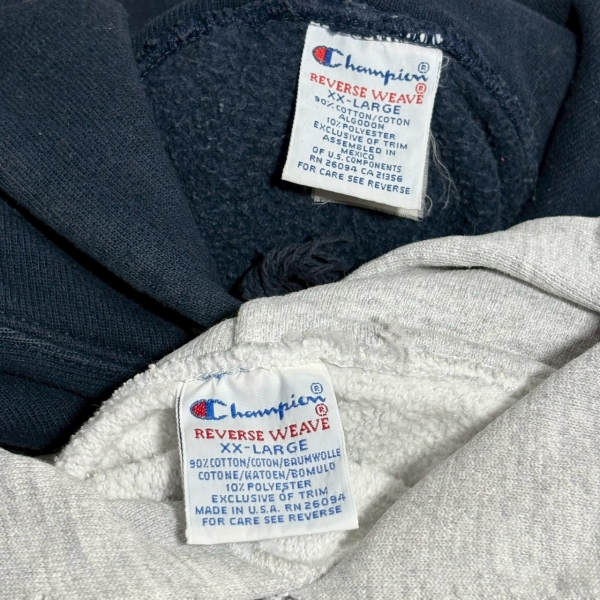 Champion®
REVERSE WEAVE®
XX-LARGE
90% COTTON/COTON
ALGODON
10% POLYESTER
EXCLUSIVE OF TRIM
ASSEMBLED IN
MEXICO
OF U.S. COMPONENTS
RN 26094 CA 21356
FOR CARE SEE REVERSE
Champion®
REVERSE WEAVE®
XX-LARGE
90% COTTON/COTON/BAUMWOLLE
COTONE/KATOEN/BOMULO
10% POLYESTER
EXCLUSIVE OF TRIM
MADE IN U.S.A. RN 26094
FOR CARE SEE REVERSE